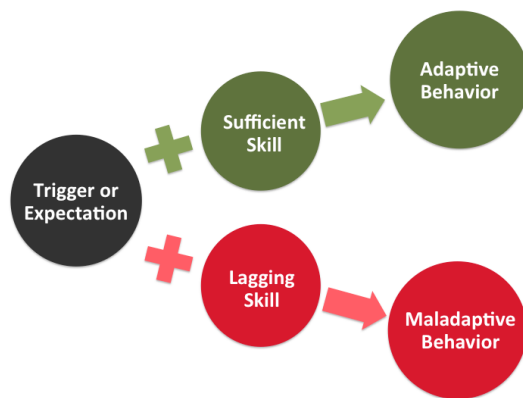 Trigger or
Expectation
Sufficient
Skill
Adaptive
Behavior
Lagging
Skill
Maladaptive
Behavior